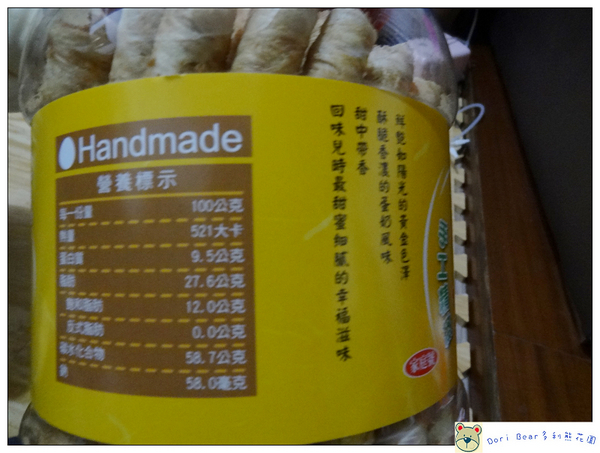 Handmade
營養標示
每一份量 100公克
熱量 521大卡
蛋白質 9.5公克
脂肪 27.6公克
飽和脂肪 12.0公克
反式脂肪 0.0公克
碳水化合物 58.7公克
鈉 58.0毫克
鮮艷如陽光的黃金色澤
酥脆香濃的蛋奶風味
甜中帶香
回味兒時最甜蜜細膩的幸福滋味
Dori Bear多利熊花園